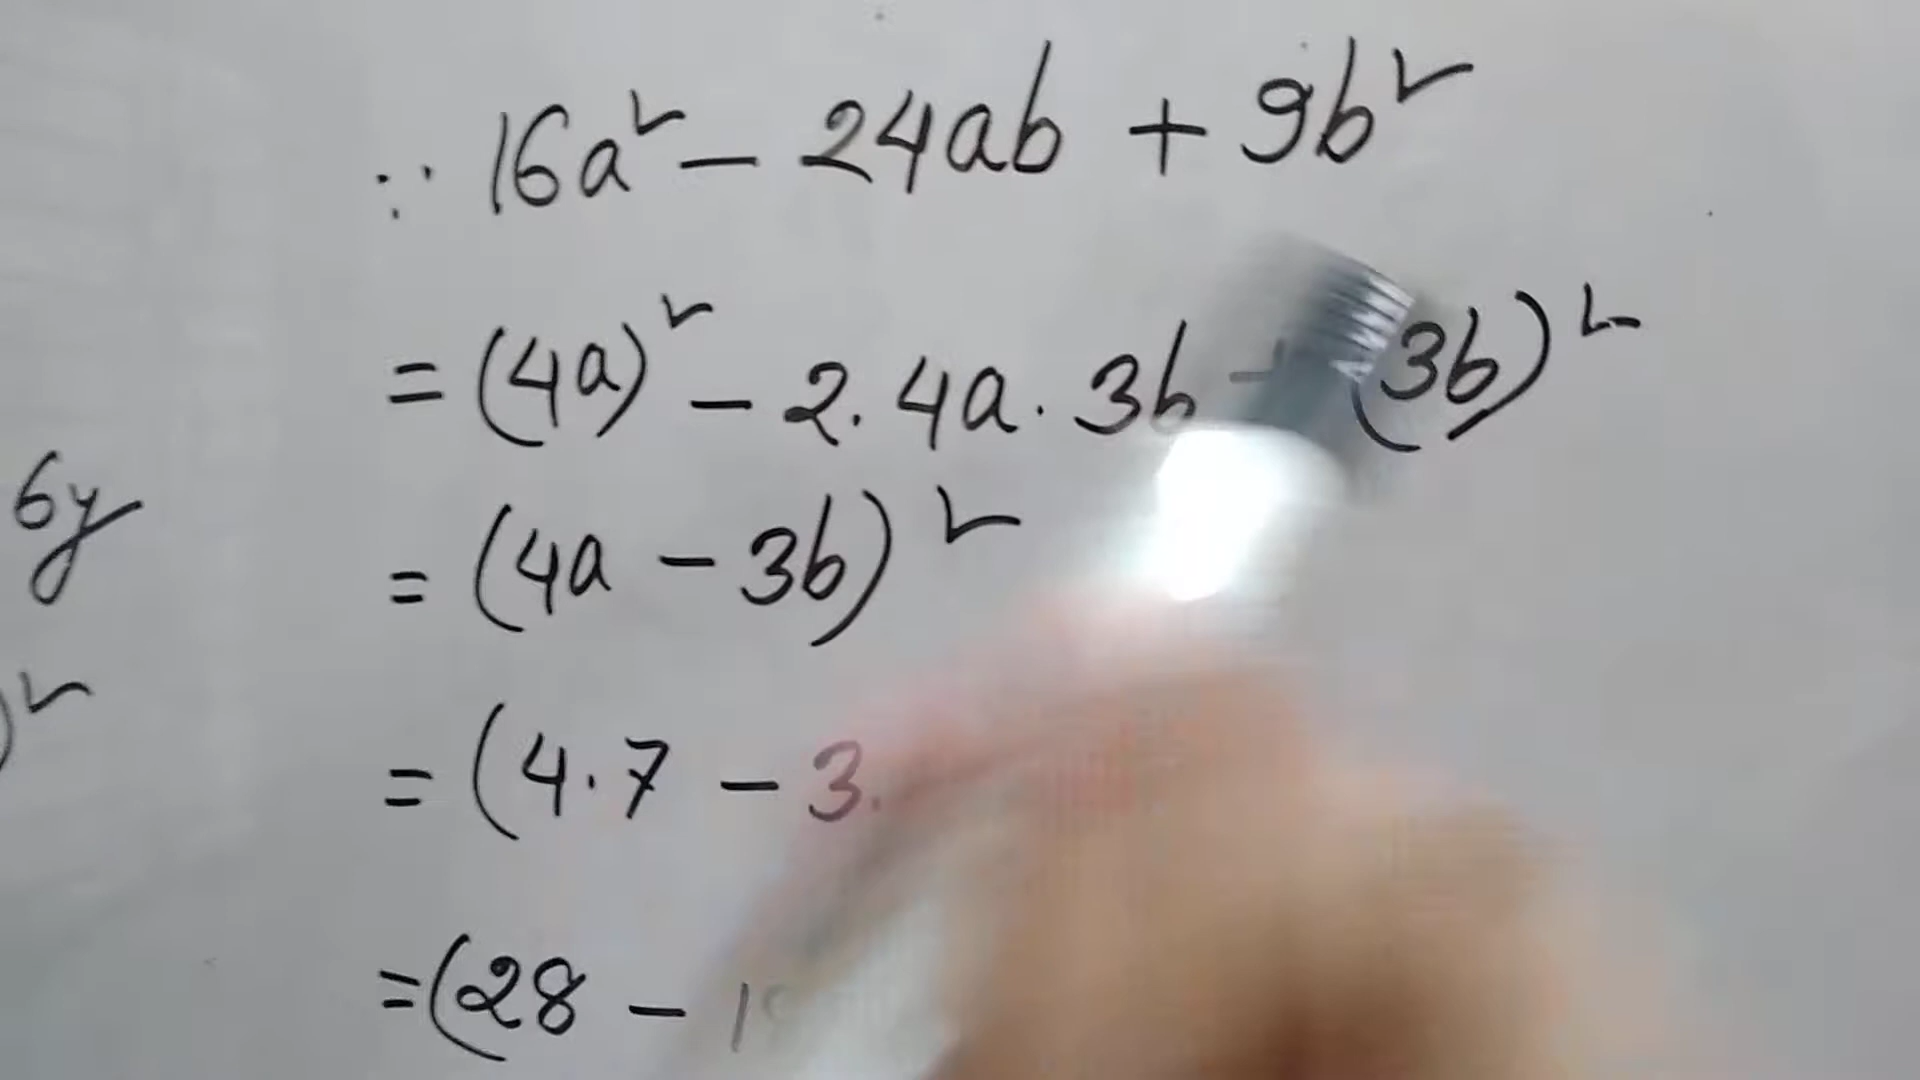 ∵ 16a² - 24ab + 9b²
= (4a)² - 2.4a.3b + (3b)²
= (4a - 3b)²
= (4.7 - 3.
= (28 - 1
6y
)²